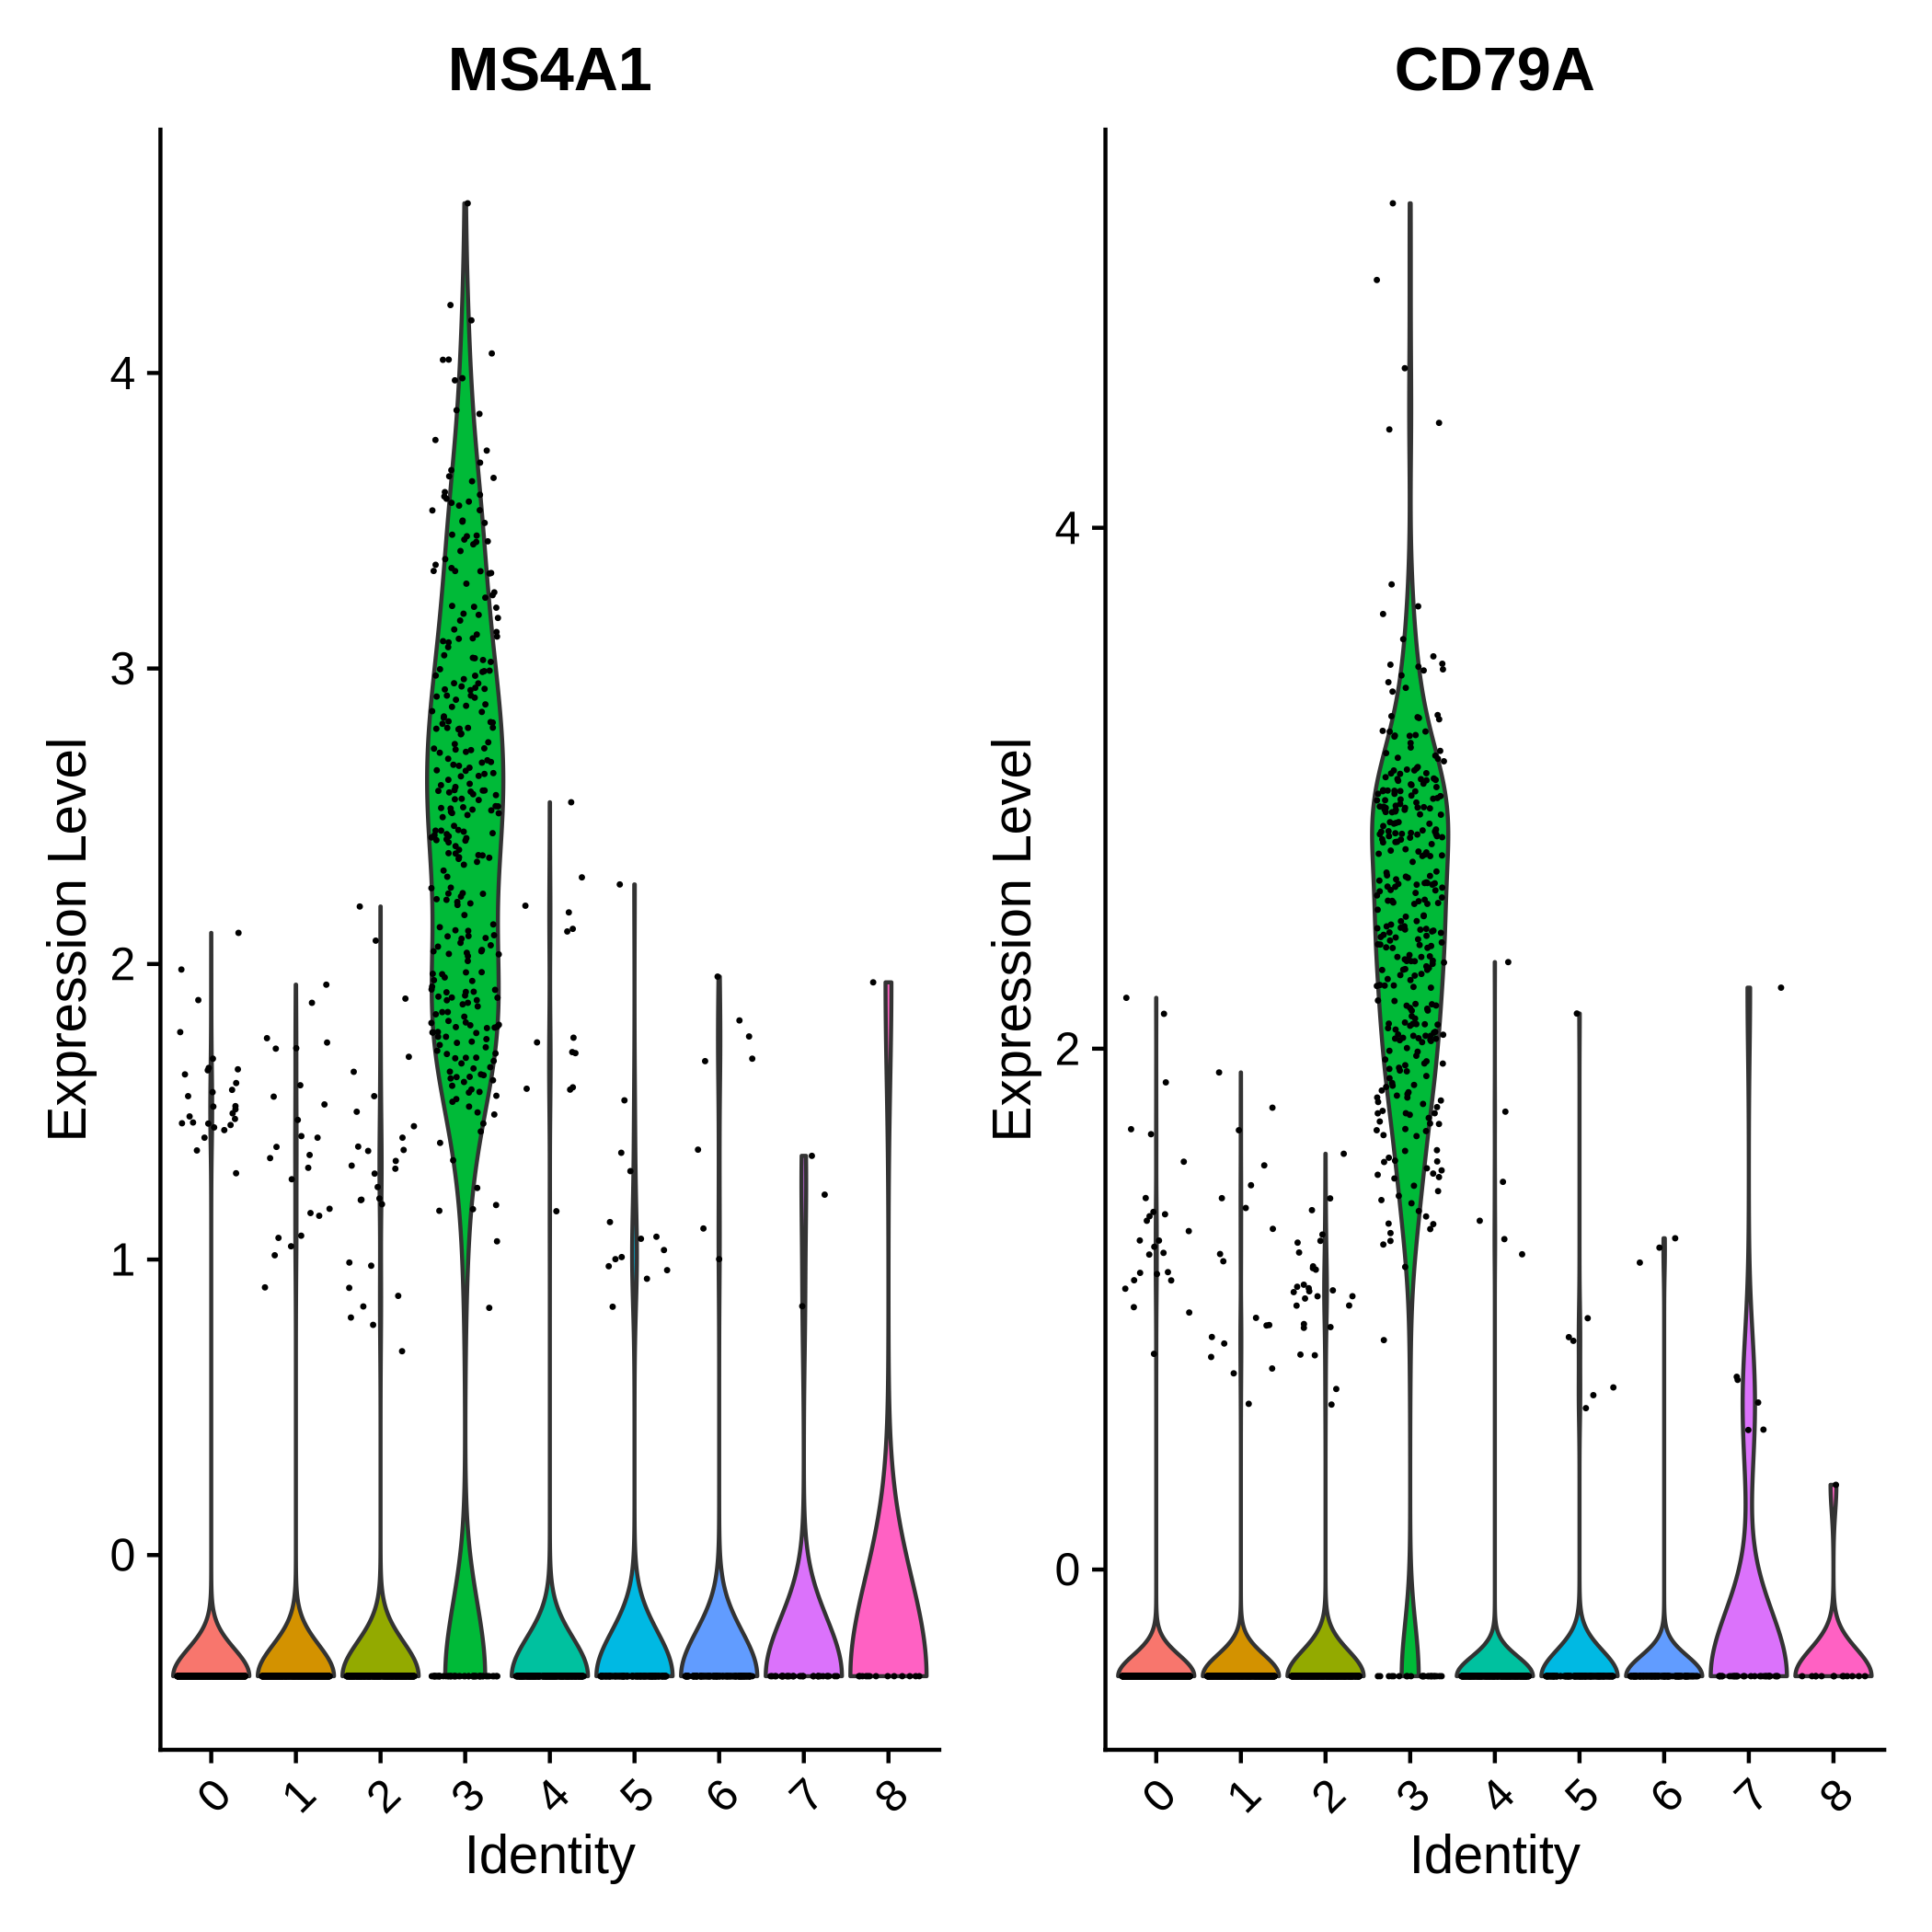 MS4A1
Expression Level
4
3
2
1
0
0 1 2 3 4 5 6 7 8
Identity
CD79A
Expression Level
4
2
0
0 1 2 3 4 5 6 7 8
Identity